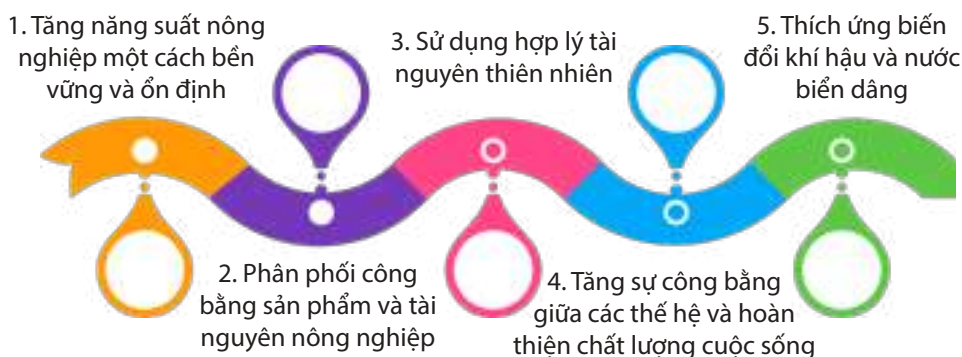 1. Tăng năng suất nông
nghiệp một cách bền
vững và ổn định
2. Phân phối công
bằng sản phẩm và tài
nguyên nông nghiệp
3. Sử dụng hợp lý tài
nguyên thiên nhiên
4. Tăng sự công bằng
giữa các thế hệ và hoàn
thiện chất lượng cuộc sống
5. Thích ứng biến
đổi khí hậu và nước
biển dâng